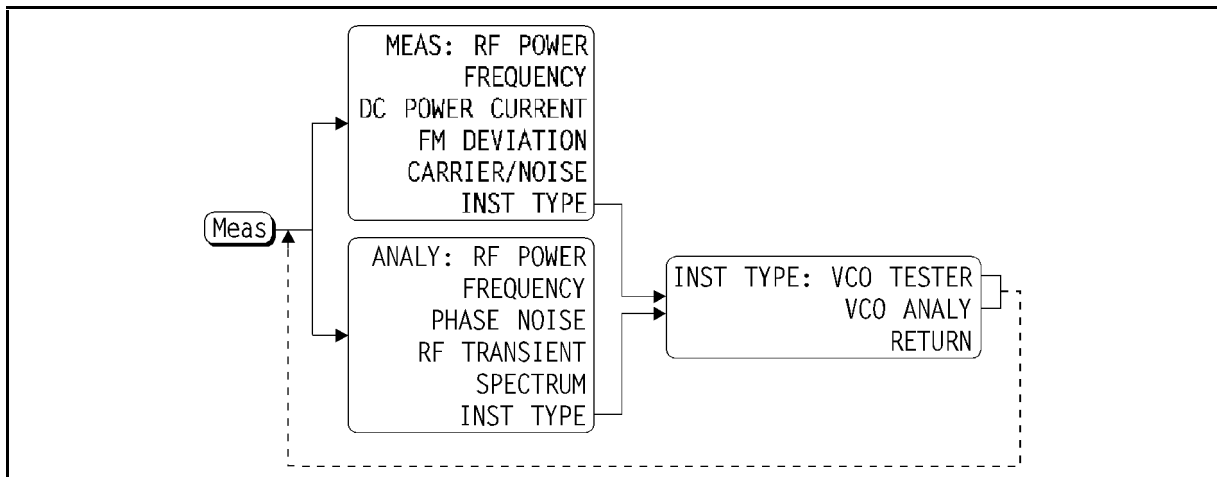 Meas
MEAS: RF POWER
FREQUENCY
DC POWER CURRENT
FM DEVIATION
CARRIER/NOISE
INST TYPE
ANALY: RF POWER
FREQUENCY
PHASE NOISE
RF TRANSIENT
SPECTRUM
INST TYPE
INST TYPE: VCO TESTER
VCO ANALY
RETURN